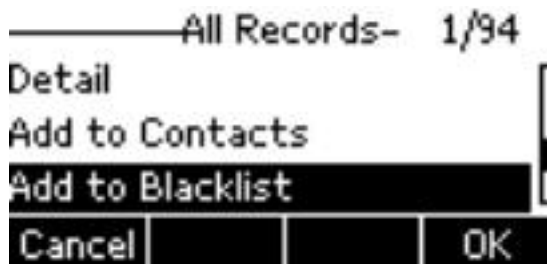 All Records- 1/94
Detail
Add to Contacts
Add to Blacklist
Cancel OK